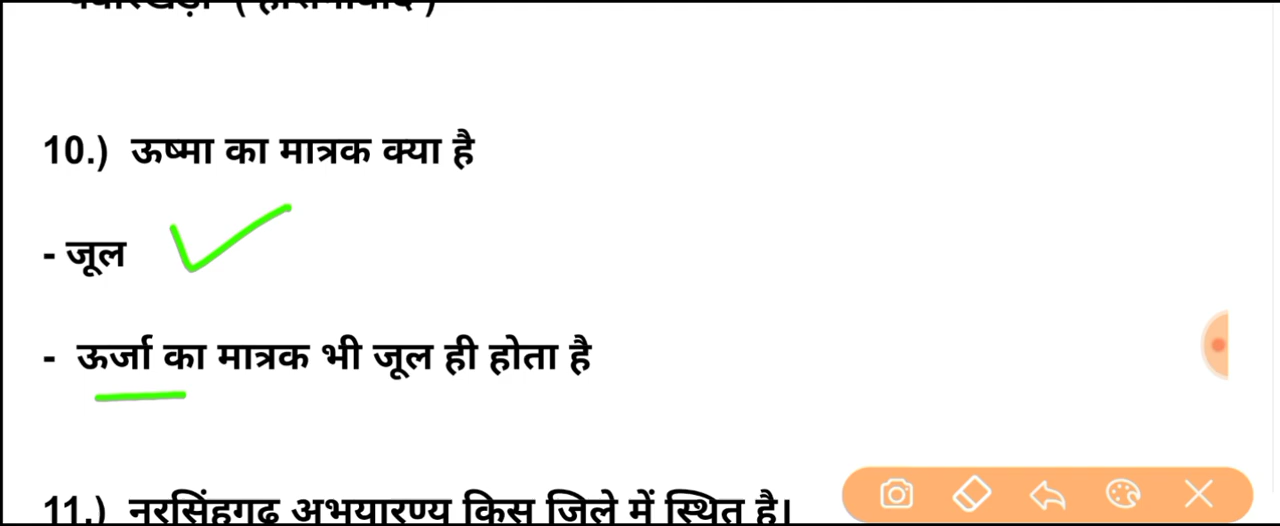 10.) ऊष्मा का मात्रक क्या है
- जूल
- ऊर्जा का मात्रक भी जूल ही होता है
11.) नरसिंहगढ़ अभयारण्य किस जिले में स्थित है।